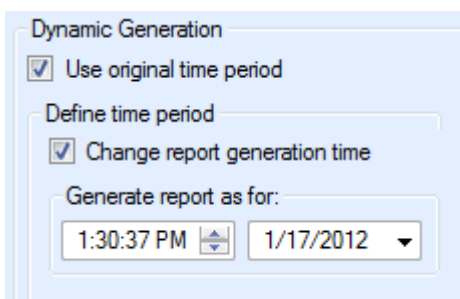 Dynamic Generation
Use original time period
Define time period
Change report generation time
Generate report as for:
1:30:37 PM 1/17/2012